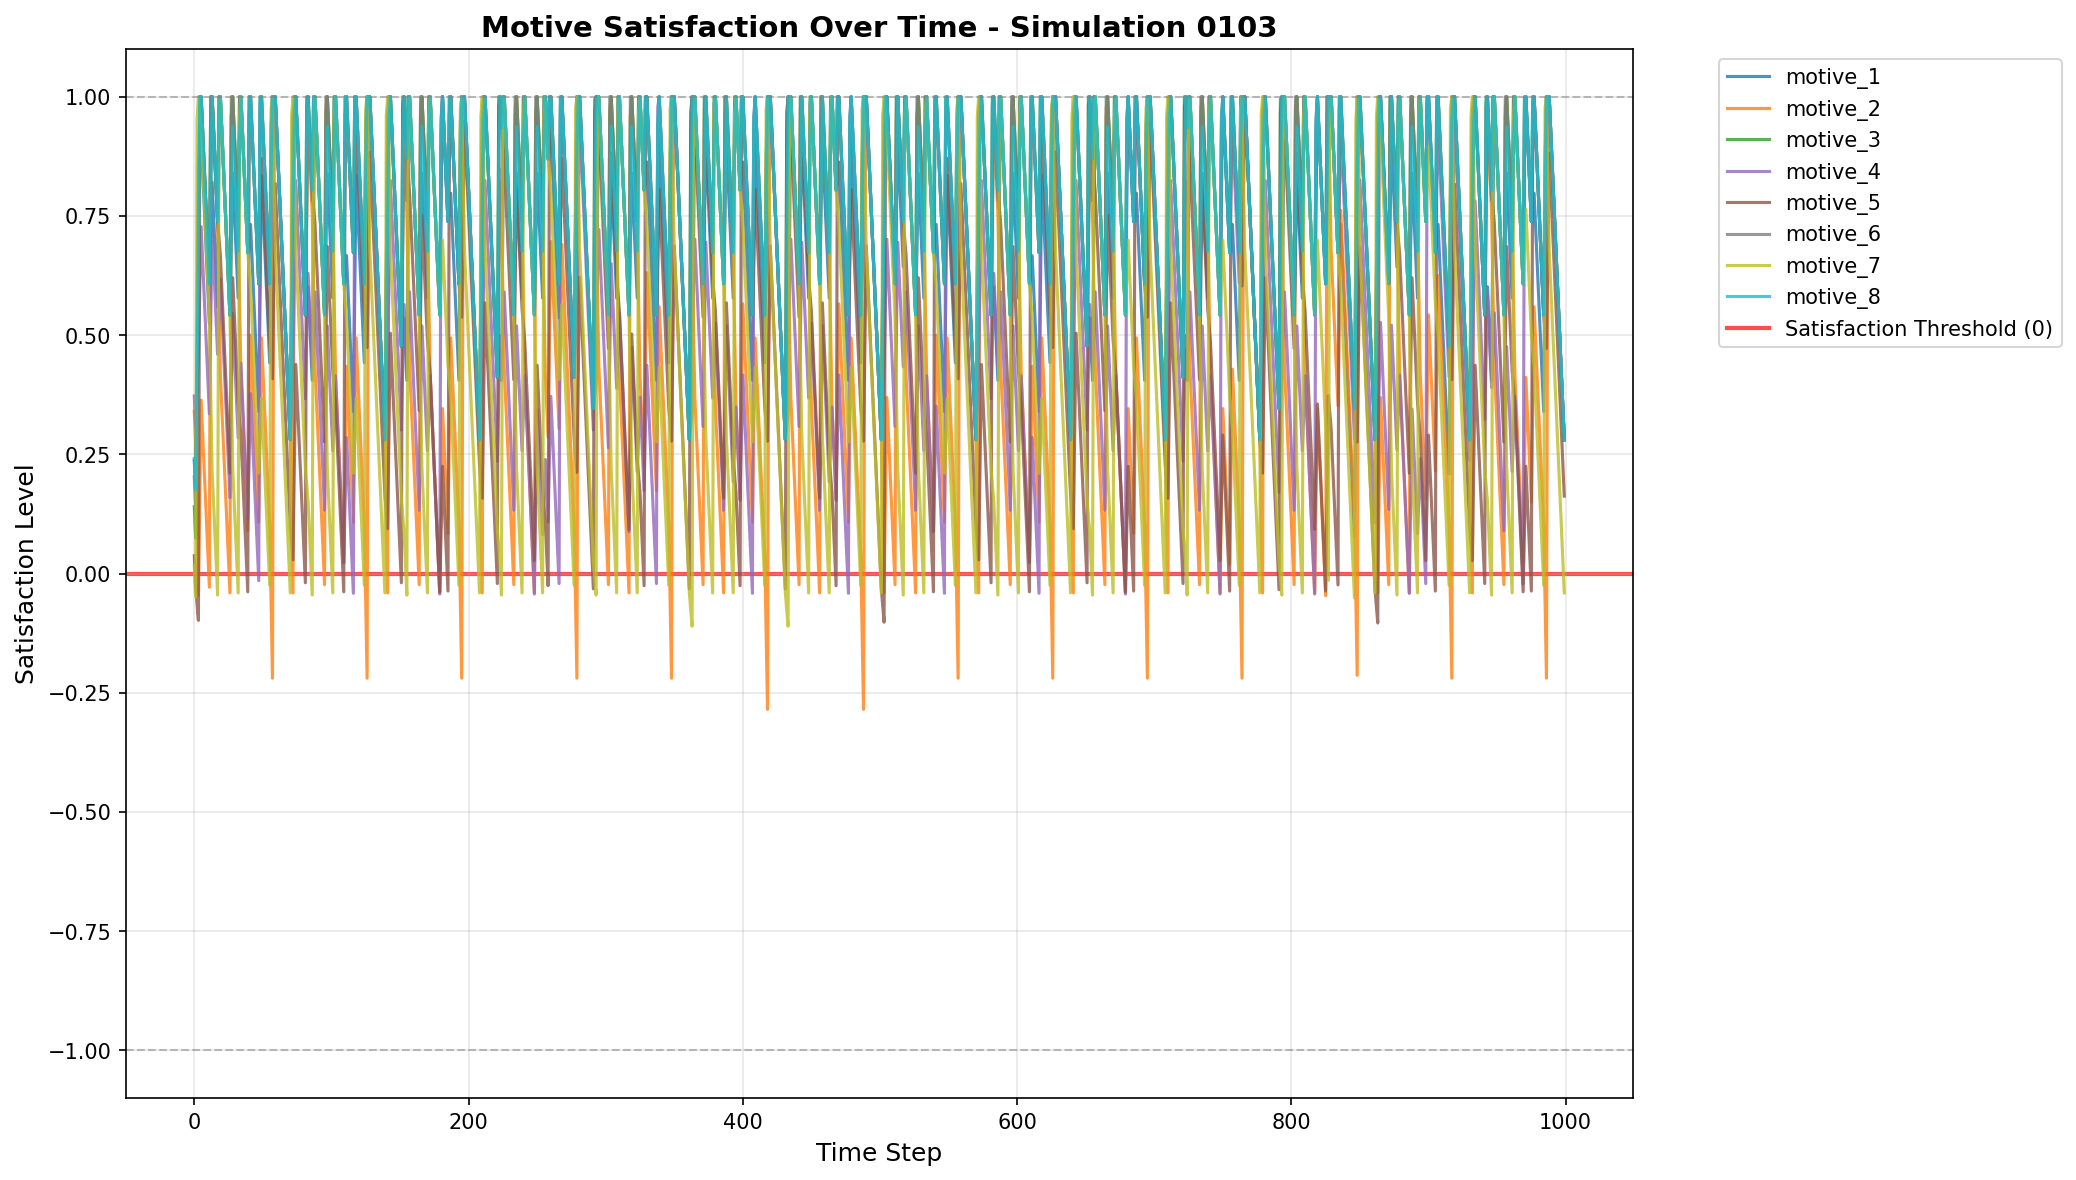 Motive Satisfaction Over Time - Simulation 0103
1.00
0.75
0.50
0.25
0.00
−0.25
−0.50
−0.75
−1.00
Satisfaction Level
0
200
400
600
800
1000
Time Step
motive_1
motive_2
motive_3
motive_4
motive_5
motive_6
motive_7
motive_8
Satisfaction Threshold (0)